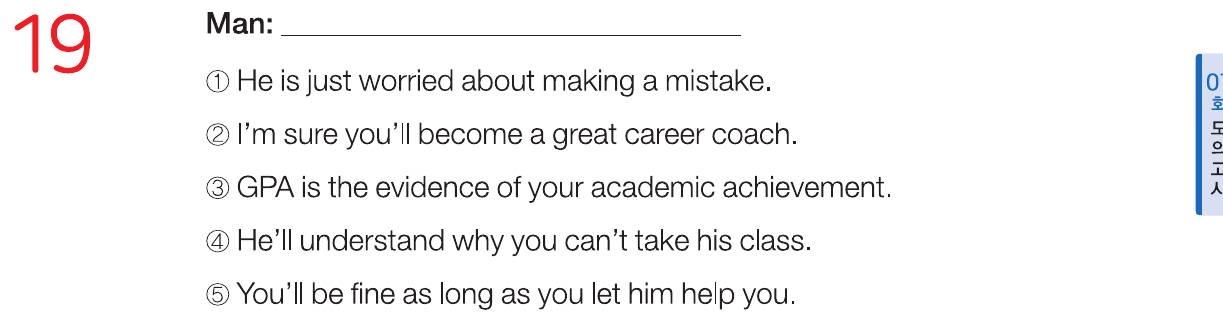 19
Man: ____________________
① He is just worried about making a mistake.
② I'm sure you'll become a great career coach.
③ GPA is the evidence of your academic achievement.
④ He'll understand why you can't take his class.
⑤ You'll be fine as long as you let him help you.
모의고사